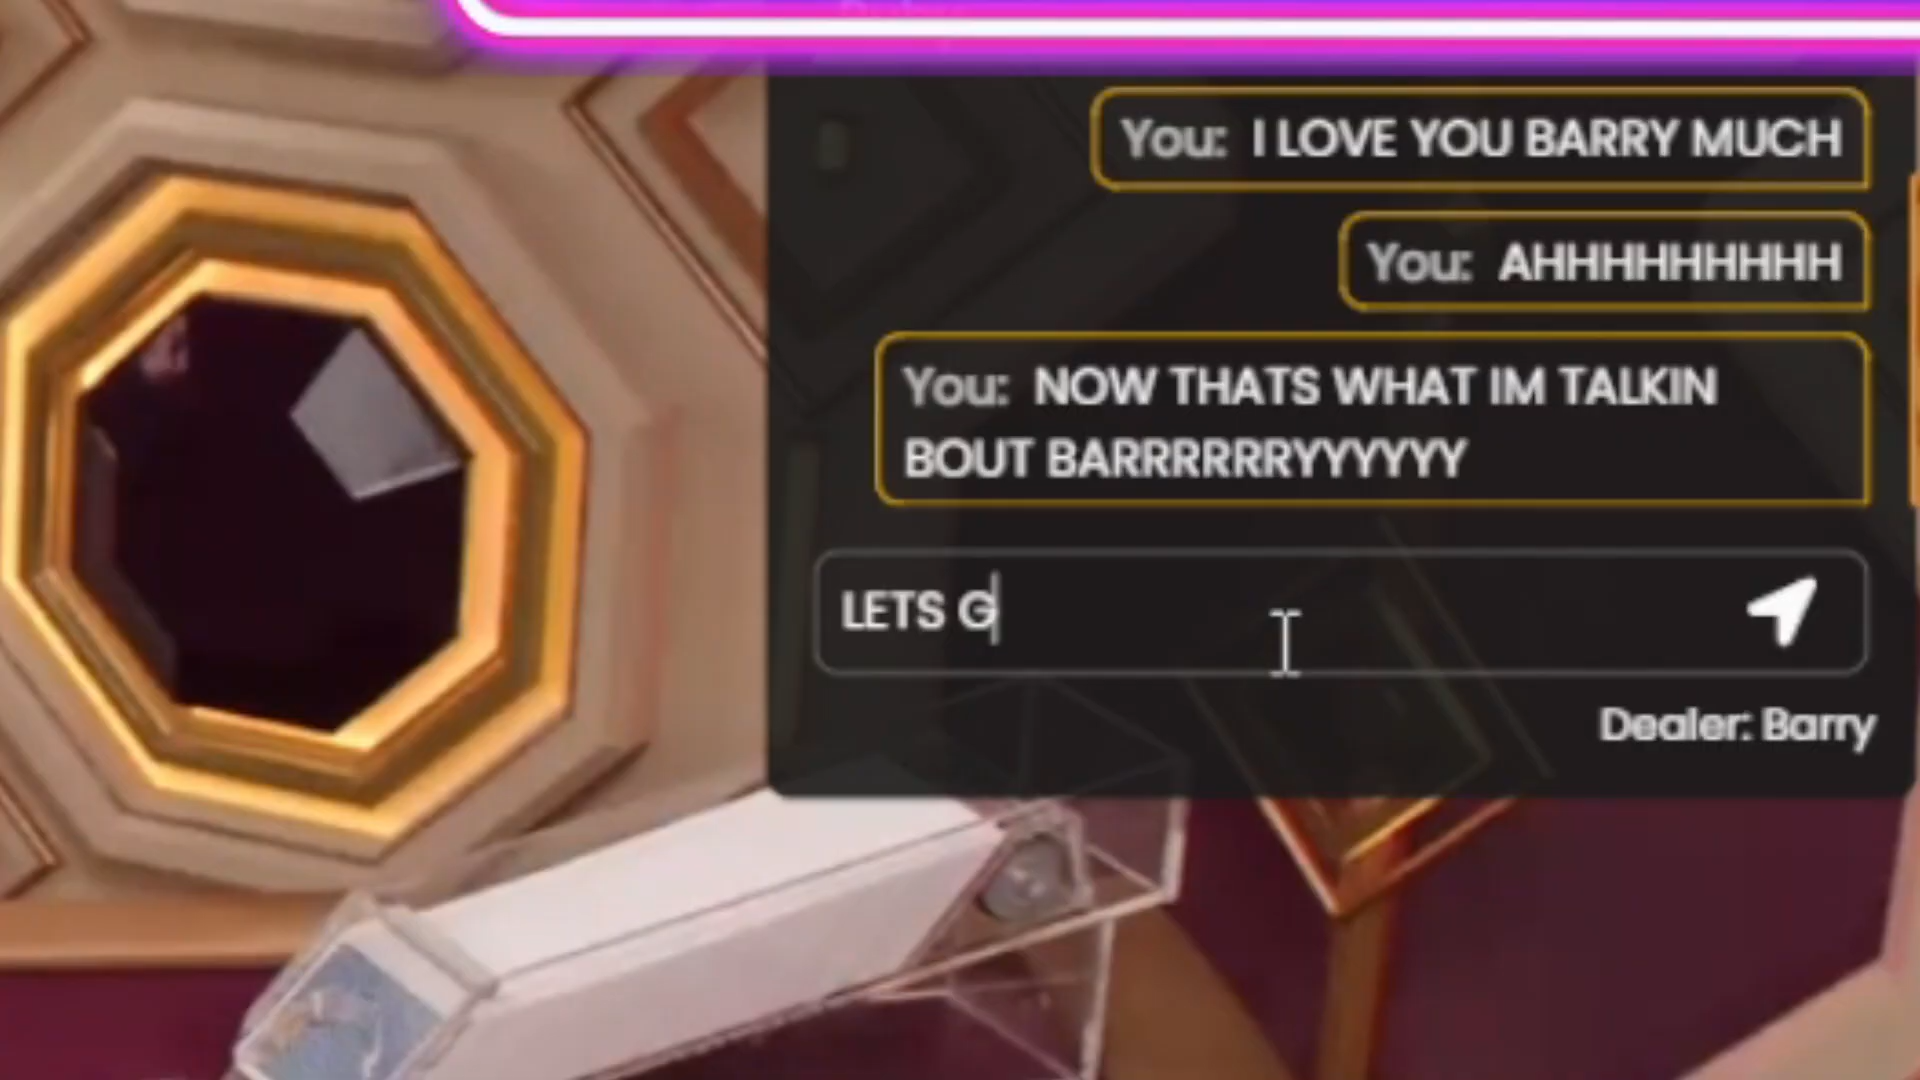 You: I LOVE YOU BARRY MUCH
You: AHHHHHHHHH
You: NOW THATS WHAT IM TALKIN
BOUT BARRRRRRYYYYYY
LETS G
Dealer: Barry